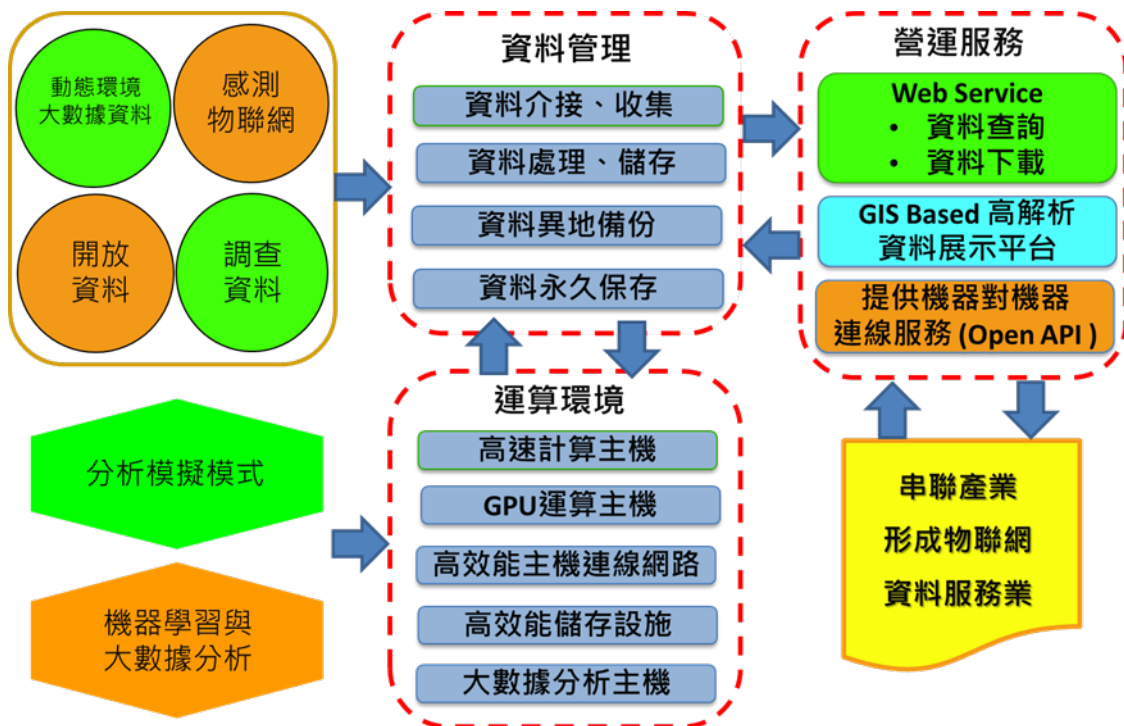 動態環境
大數據資料
感測
物聯網
開放
資料
調查
資料
資料管理
資料介接、收集
資料處理、儲存
資料異地備份
資料永久保存
營運服務
Web Service
• 資料查詢
• 資料下載
GIS Based 高解析
資料展示平台
提供機器對機器
連線服務 (Open API )
分析模擬模式
機器學習與
大數據分析
運算環境
高速計算主機
GPU運算主機
高效能主機連線網路
高效能儲存設施
大數據分析主機
串聯產業
形成物聯網
資料服務業